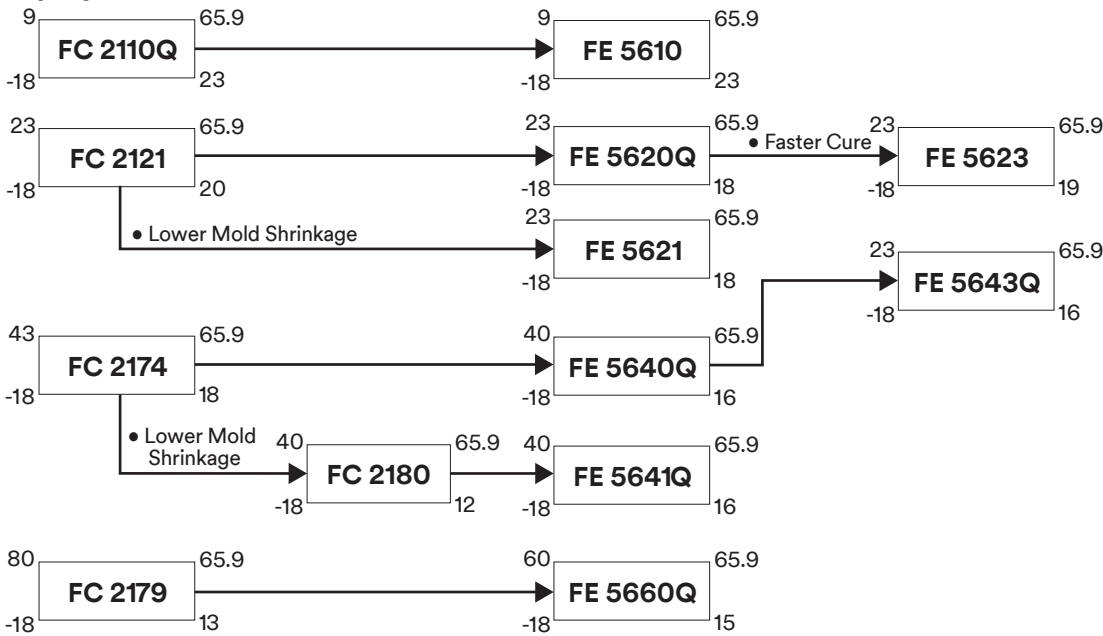 9 65.9 9 65.9
FC 2110Q FE 5610
-18 23 -18 23
23 65.9 23 65.9 23 65.9
• Faster Cure
FC 2121 FE 5620Q FE 5623
-18 20 -18 18 -18 19
23 65.9
• Lower Mold Shrinkage
FE 5621
-18 18
23 65.9
FE 5643Q
-18 16
43 65.9 40 65.9
FC 2174 FE 5640Q
-18 18 -18 16
• Lower Mold
Shrinkage
40 65.9 40 65.9
FC 2180 FE 5641Q
-18 12 -18 16
80 65.9 60 65.9
FC 2179 FE 5660Q
-18 13 -18 15